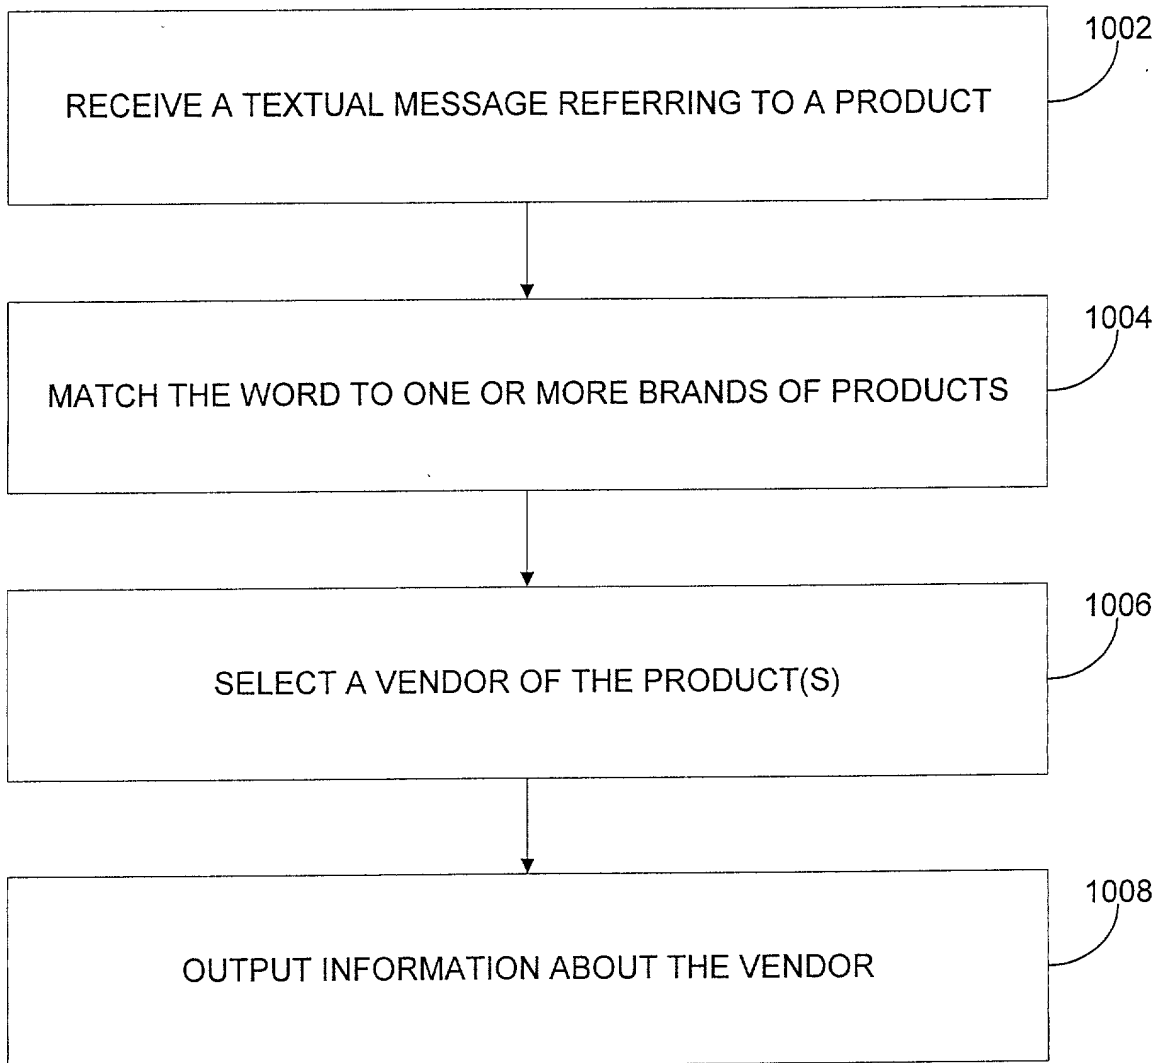 1002
RECEIVE A TEXTUAL MESSAGE REFERRING TO A PRODUCT
1004
MATCH THE WORD TO ONE OR MORE BRANDS OF PRODUCTS
1006
SELECT A VENDOR OF THE PRODUCT(S)
1008
OUTPUT INFORMATION ABOUT THE VENDOR